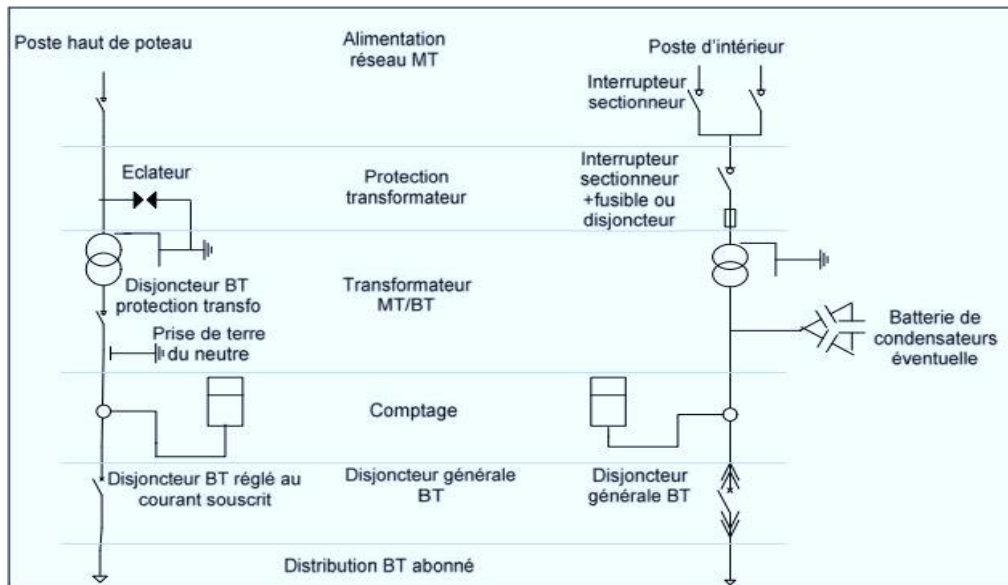 Poste haut de poteau
Alimentation
réseau MT
Poste d'intérieur
Interrupteur
sectionneur
Eclateur
Protection
transformateur
Interrupteur
sectionneur
+fusible ou
disjoncteur
Disjoncteur BT
protection transfo
Transformateur
MT/BT
Prise de terre
du neutre
Batterie de
condensateurs
éventuelle
Comptage
Disjoncteur BT réglé au
courant souscrit
Disjoncteur générale
BT
Disjoncteur
générale BT
Distribution BT abonné